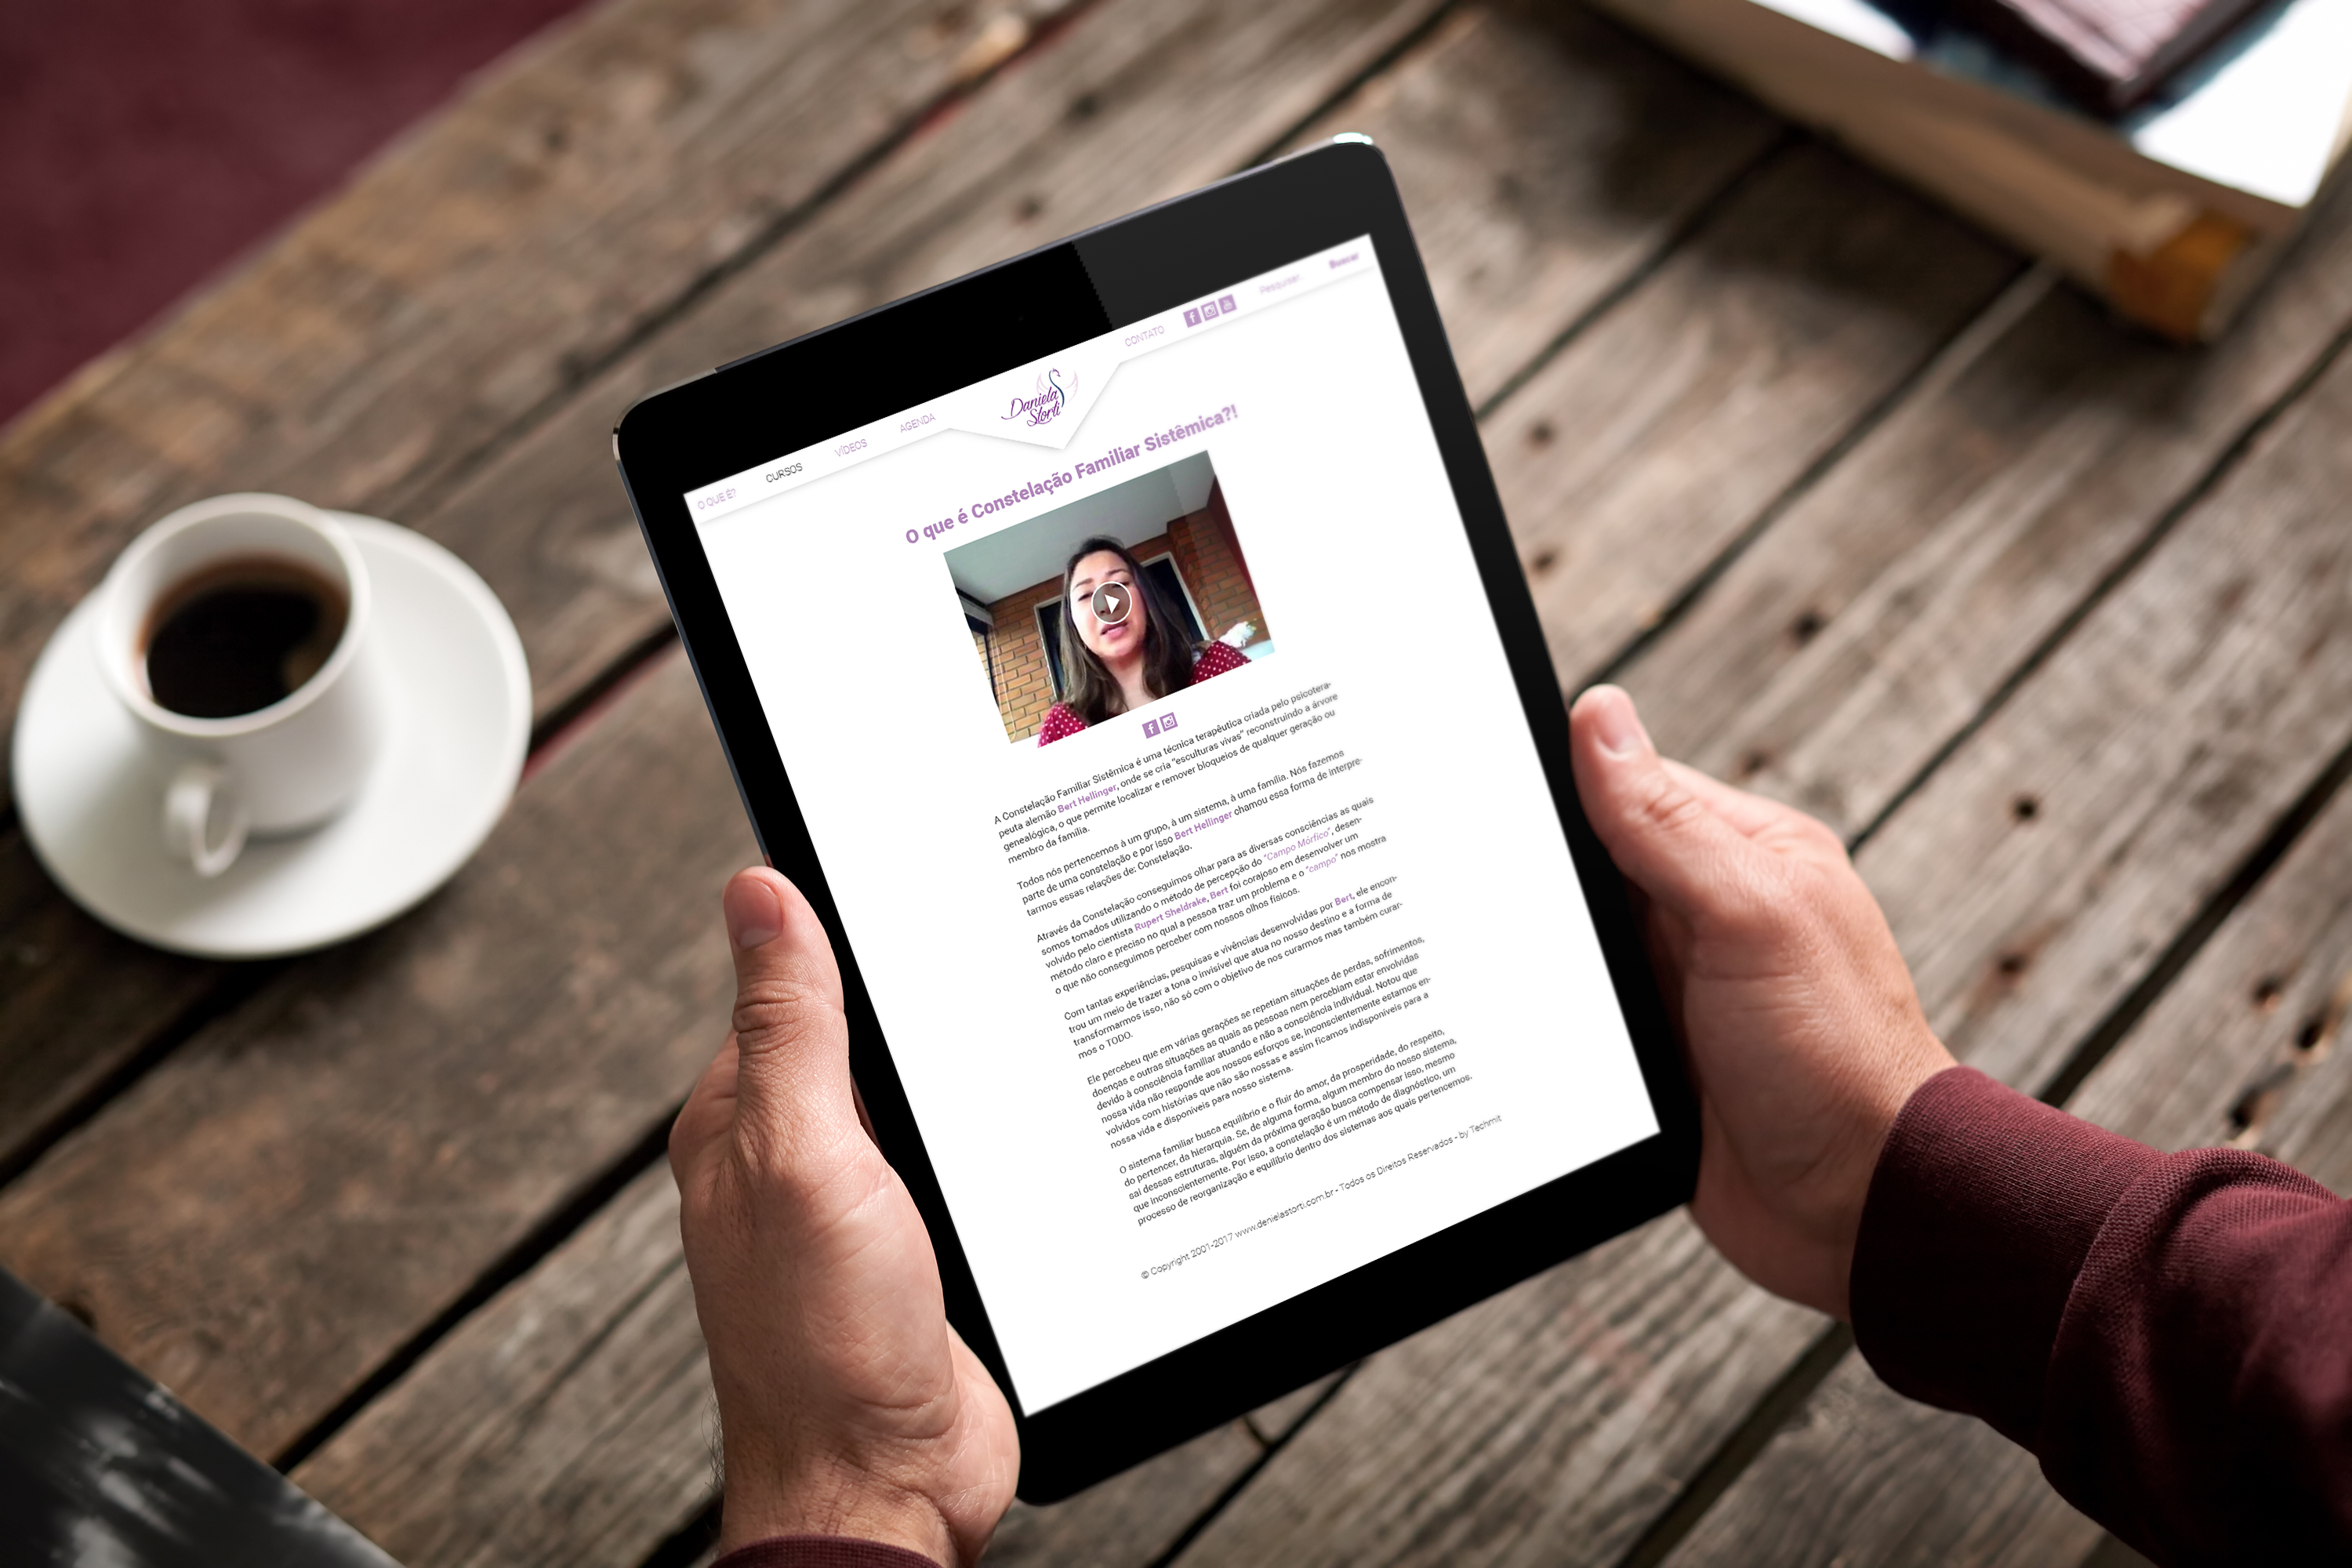 O QUE É?
CURSOS
VÍDEOS
AGENDA
Daniela
Storti
CONTATO
Pesquisar
Buscar
O que é Constelação Familiar Sistêmica?!
A Constelação Familiar Sistêmica é uma técnica terapêutica criada pelo psicotera-
peuta alemão Bert Hellinger, onde se cria "esculturas vivas" reconstruindo a árvore
genealógica, o que permite localizar e remover bloqueios de qualquer geração ou
membro da família.
Todos nós pertencemos à um grupo, à um sistema, à uma família. Nós fazemos
parte de uma constelação e por isso Bert Hellinger chamou essa forma de interpre-
tarmos essas relações de: Constelação.
Através da Constelação conseguimos olhar para as diversas consciências as quais
somos tomados utilizando o método de percepção do "Campo Mórfico", desen-
volvido pelo cientista Rupert Sheldrake, Bert foi corajoso em desenvolver um
método claro e preciso no qual a pessoa traz um problema e o "campo" nos mostra
o que não conseguimos perceber com nossos olhos físicos.
Com tantas experiências, pesquisas e vivências desenvolvidas por Bert, ele encon-
trou um meio de trazer a tona o invisível que atua no nosso destino e a forma de
transformarmos isso, não só com o objetivo de nos curarmos mas também curar-
mos o TODO.
Ele percebeu que em várias gerações se repetiam situações de perdas, sofrimentos,
doenças e outras situações as quais as pessoas nem percebiam estar envolvidas
devido à consciência familiar atuando e não a consciência individual. Notou que
nossa vida não responde aos nossos esforços se, inconscientemente estamos en-
volvidos com histórias que não são nossas e assim ficamos indisponíveis para a
nossa vida e disponíveis para nosso sistema.
O sistema familiar busca equilíbrio e o fluir do amor, da prosperidade, do respeito,
do pertencer, da hierarquia. Se, de alguma forma, algum membro do nosso sistema,
sai dessas estruturas, alguém da próxima geração busca compensar isso, mesmo
que inconscientemente. Por isso, a constelação é um método de diagnóstico, um
processo de reorganização e equilíbrio dentro dos sistemas aos quais pertencemos.
© Copyright 2001-2017 www.denielastorti.com.br - Todos os Direitos Reservados - by Techmit